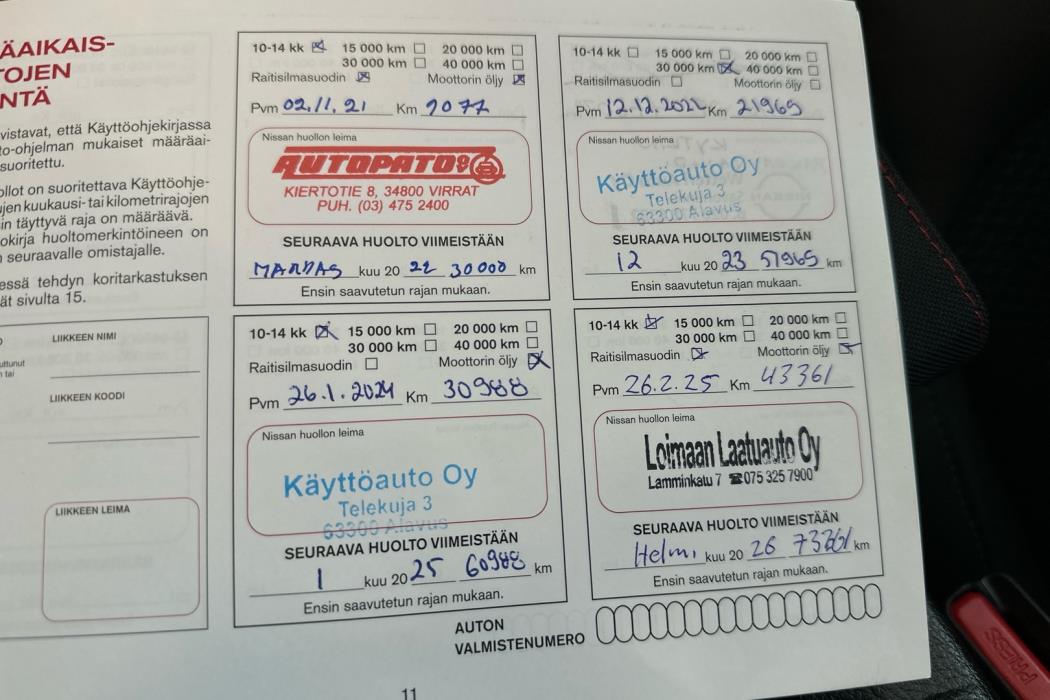 ÄAIKAIS-
TOJEN
NTÄ
vistavat, että Käyttöohjekirjassa
to-ohjelman mukaiset määräai-
suoritettu.
ollot on suoritettava Käyttöohje-
ujen kuukausi- tai kilometrirajojen
in täyttyvä raja on määräävä.
okirja huoltomerkintöineen on
seuraavalle omistajalle.
essä tehdyn koritarkastuksen
ät sivulta 15.
uttunut
n tai
LIIKKEEN NIMI
LIIKKEEN KOODI
LIIKKEEN LEIMA
10-14 kk 15 000 km 20 000 km
30 000 km 40 000 km
Raitisilmasuodin Moottorin öljy
Pvm 02.11.21 Km 9077
Nissan huollon leima
AUTOPATO OY
KIERTOTIE 8, 34800 VIRRAT
PUH. (03) 475 2400
SEURAAVA HUOLTO VIIMEISTÄÄN
MARRAS kuu 20 22 30000 km
Ensin saavutetun rajan mukaan.
10-14 kk 15 000 km 20 000 km
30 000 km 40 000 km
Raitisilmasuodin Moottorin öljy
Pvm 12.12.2022 Km 21965
Nissan huollon leima
Käyttöauto Oy
Telekuja 3
63300 Alavus
SEURAAVA HUOLTO VIIMEISTÄÄN
12 kuu 20 23 51965 km
Ensin saavutetun rajan mukaan.
10-14 kk 15 000 km 20 000 km
30 000 km 40 000 km
Raitisilmasuodin Moottorin öljy
Pvm 26.1.2024 Km 30988
Nissan huollon leima
Käyttöauto Oy
Telekuja 3
63300 Alavus
SEURAAVA HUOLTO VIIMEISTÄÄN
1 kuu 20 25 60988 km
Ensin saavutetun rajan mukaan.
10-14 kk 15 000 km 20 000 km
30 000 km 40 000 km
Raitisilmasuodin Moottorin öljy
Pvm 26.2.25 Km 43361
Nissan huollon leima
Loimaan Laatuauto Oy
Lamminkatu 7 ☎075 325 7900
SEURAAVA HUOLTO VIIMEISTÄÄN
Helmi kuu 20 26 73361 km
Ensin saavutetun rajan mukaan.
AUTON
VALMISTENUMERO
11
PRESS